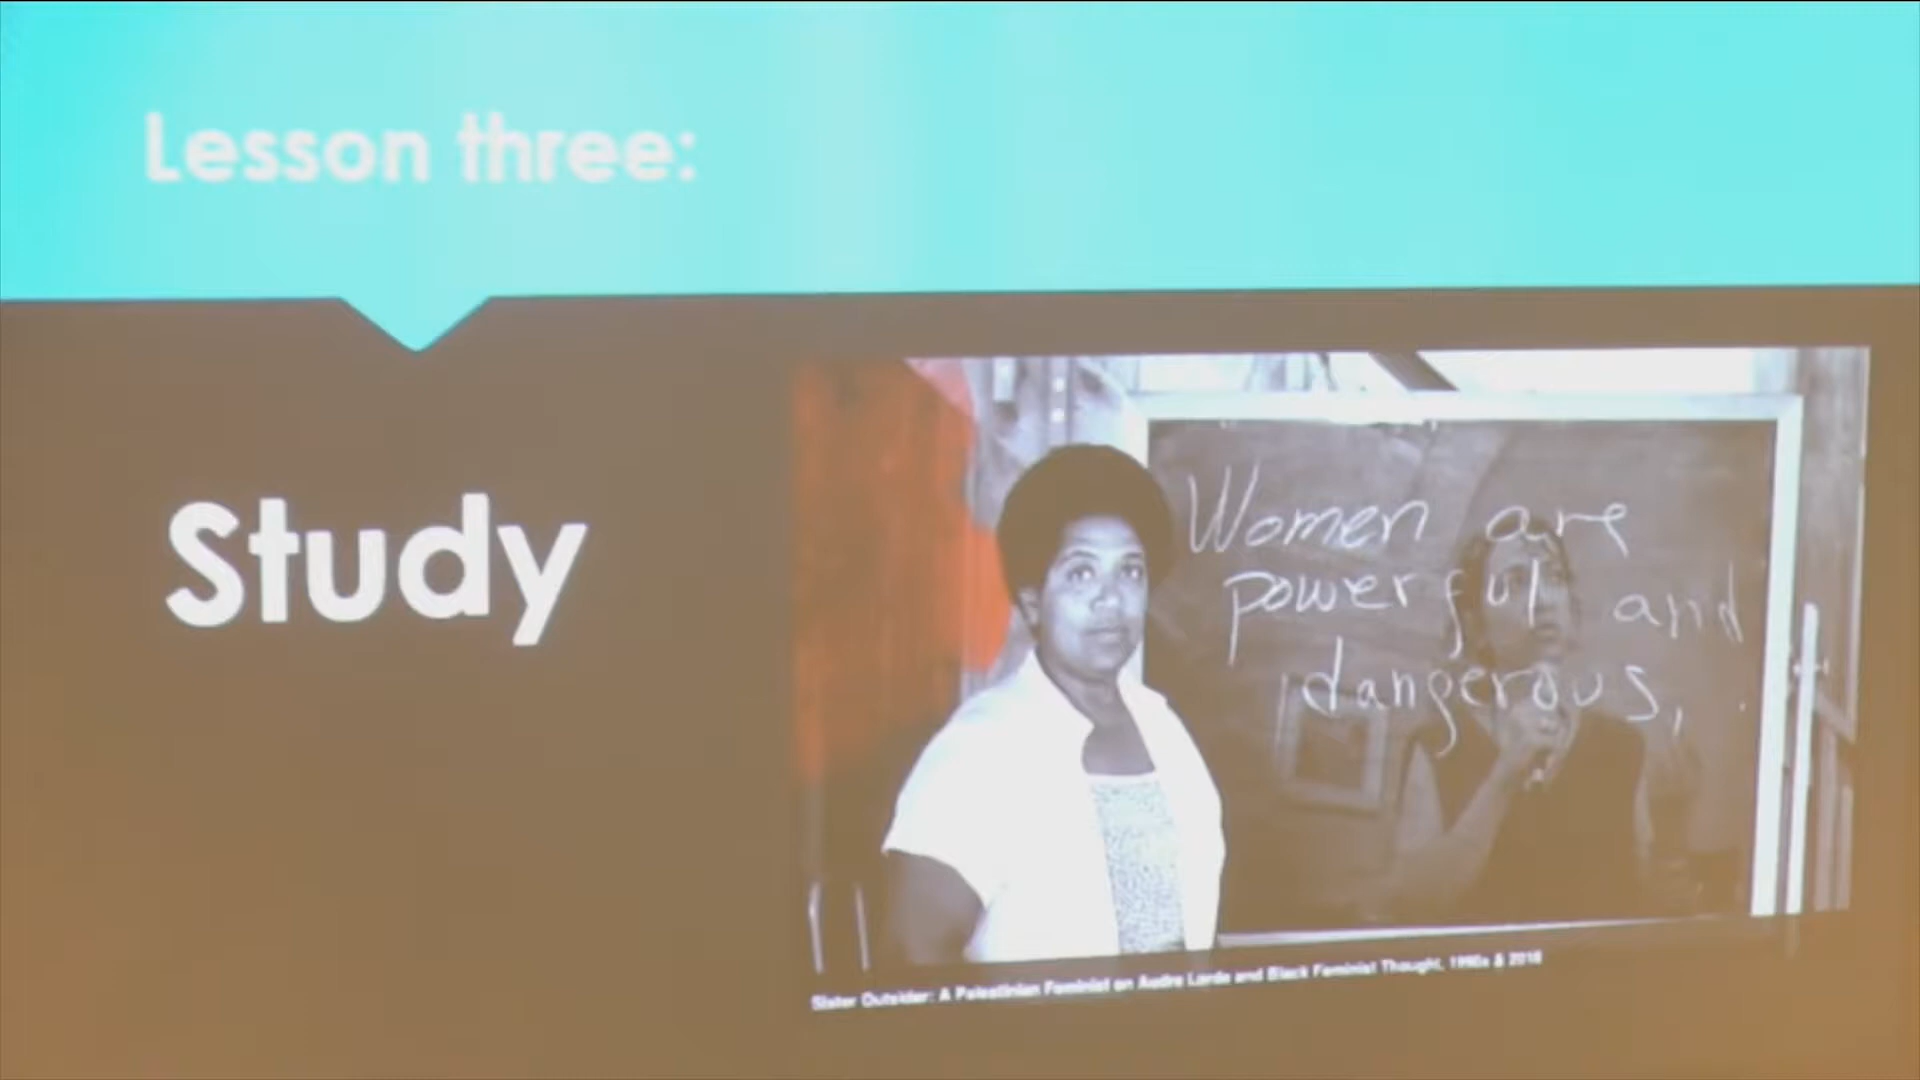 Lesson three:
Study
Women are
powerful and
dangerous,
Sister Outsider: A Palestinian Feminist on Audre Lorde and Black Feminist Thought, 1990s & 2018